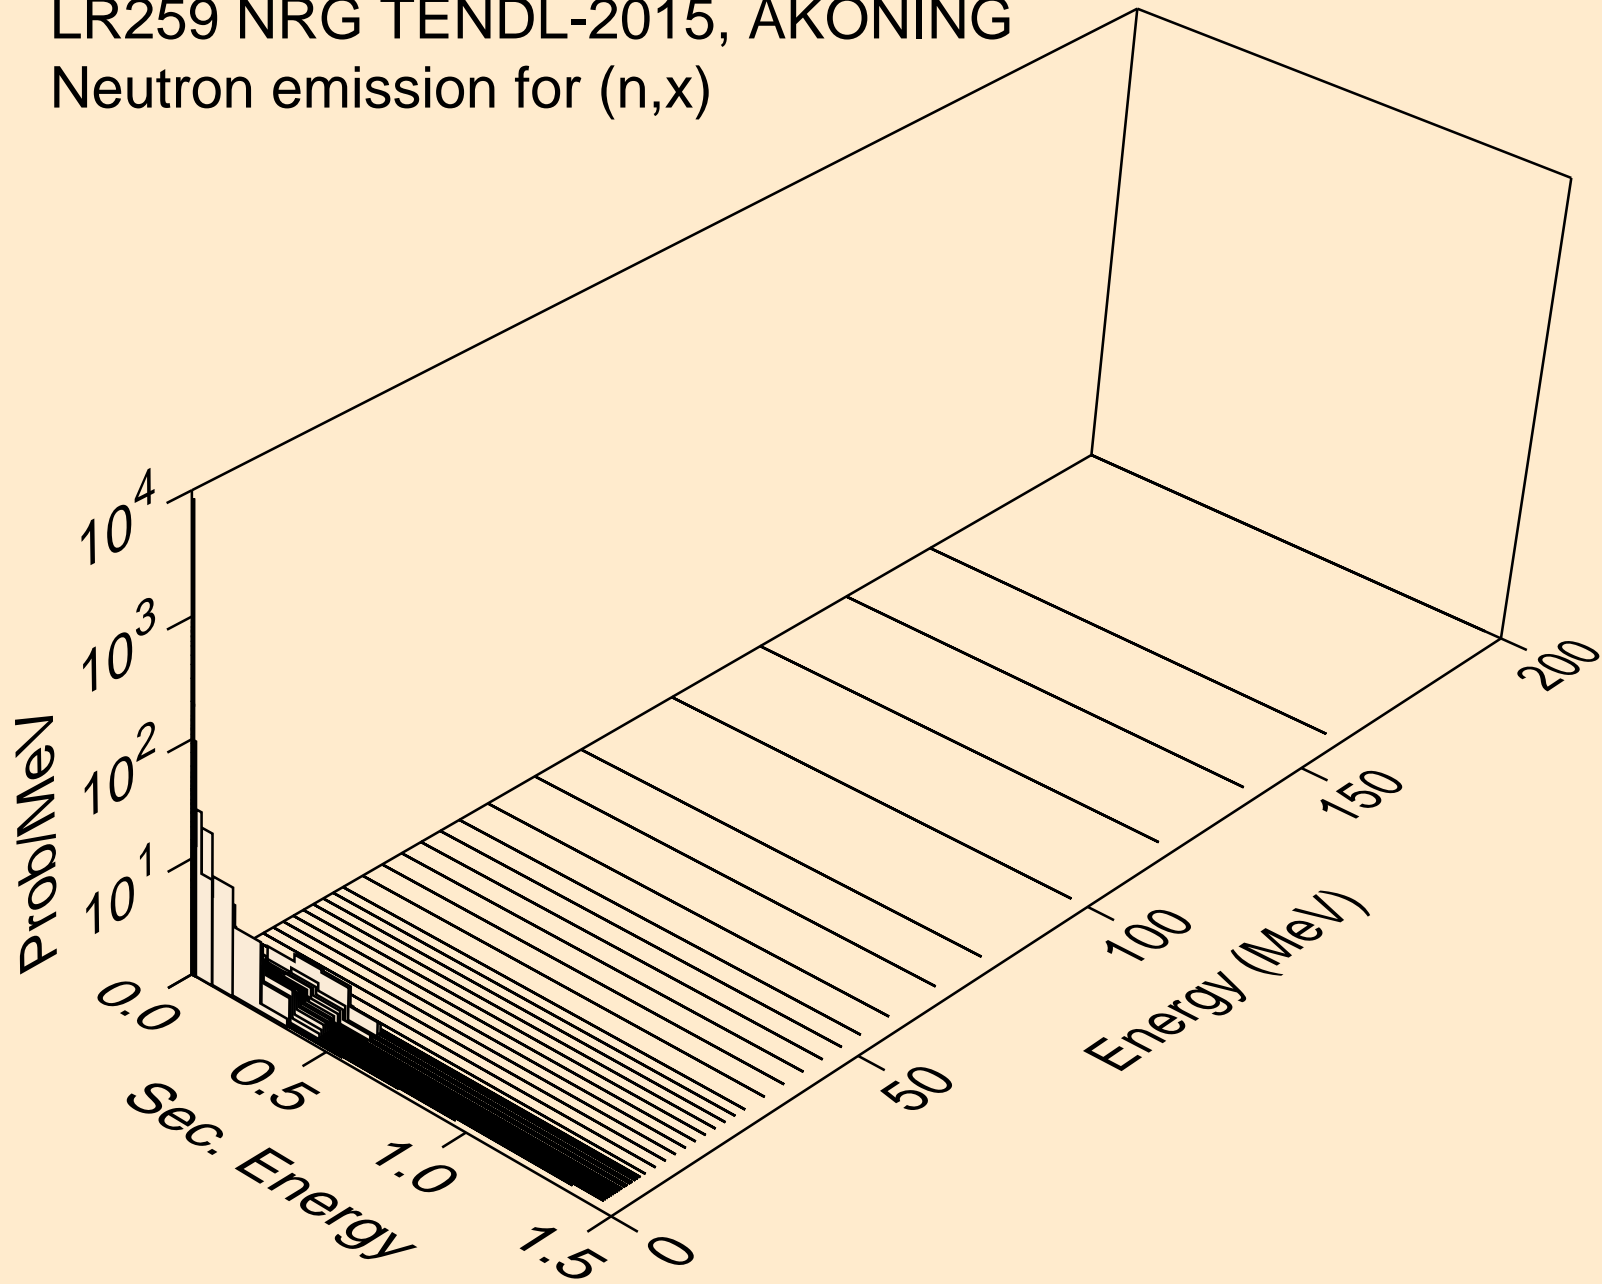 LR259 NRG TENDL-2015, AKONING
Neutron emission for (n,x)
10^4
10^3
10^2
10^1
Prob/MeV
0.0
0.5
1.0
1.5
Sec. Energy
0
50
100
150
200
Energy (MeV)